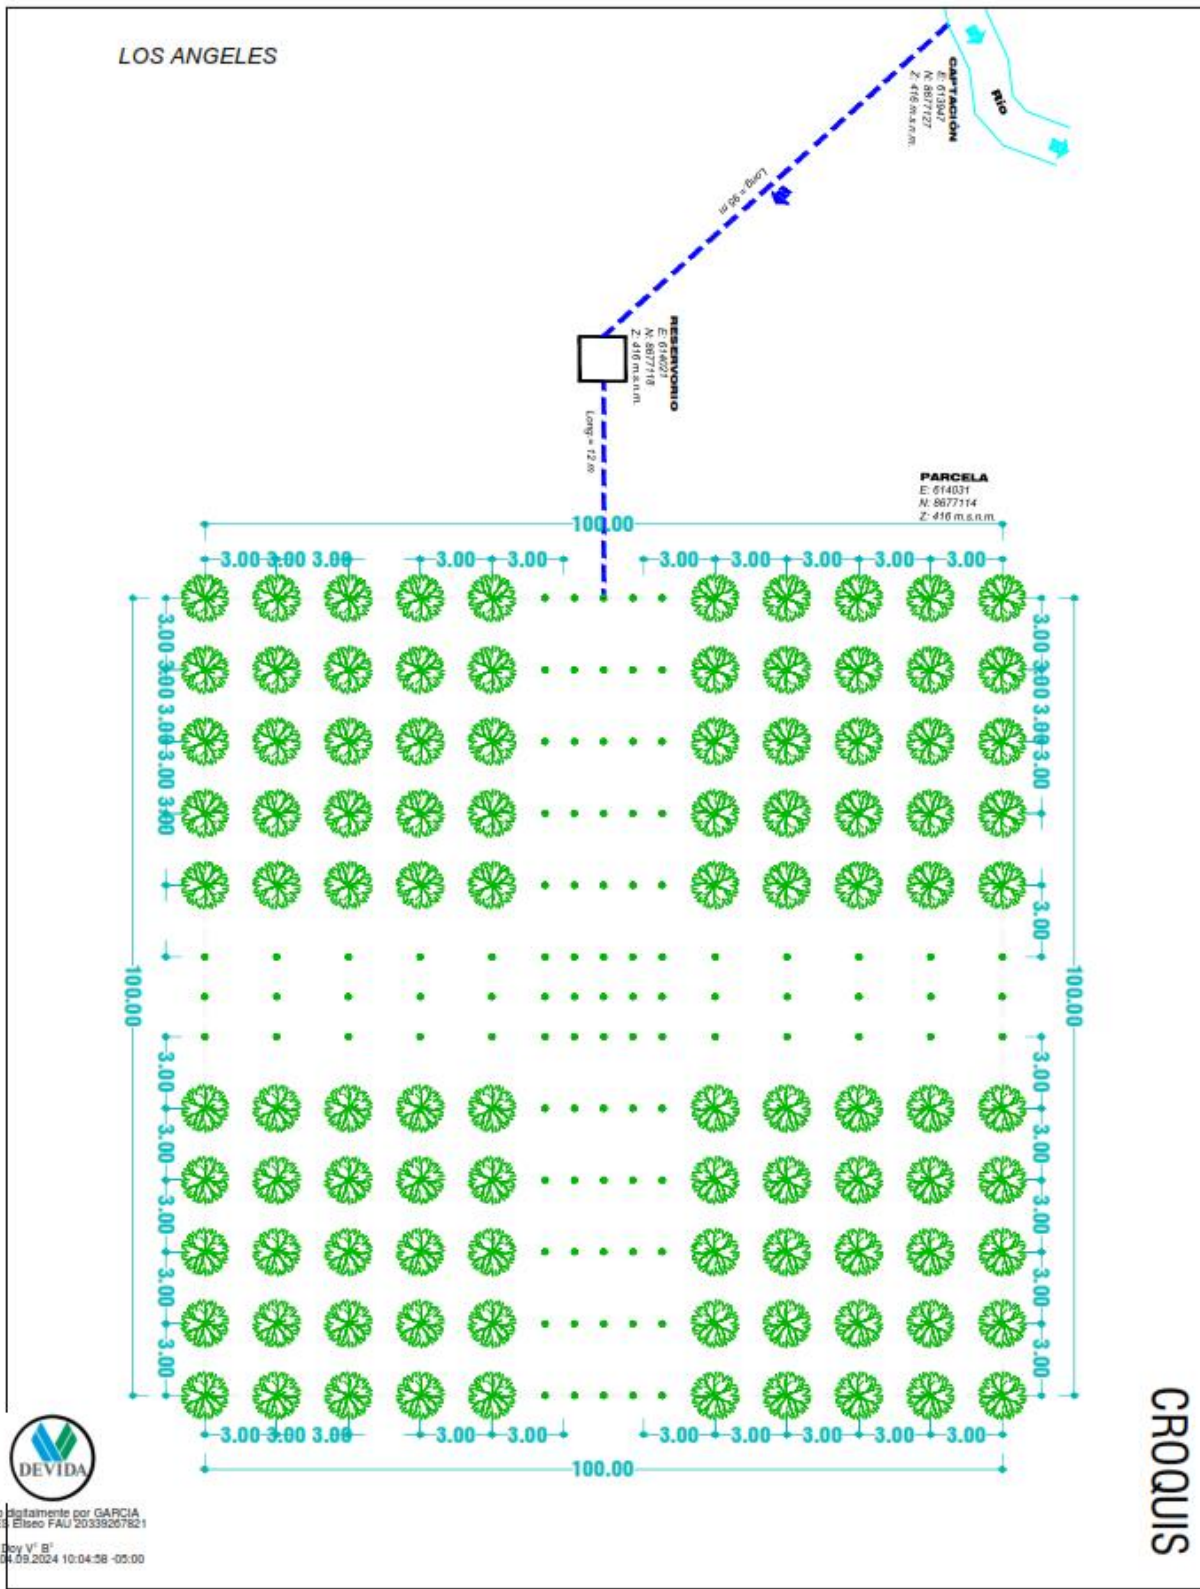 LOS ANGELES
CAPTACIÓN
E: 613947
N: 8677127
Z: 416 m.s.n.m.
Río
Long. = 95 m
RESERVORIO
E: 614021
N: 8677118
Z: 416 m.s.n.m.
Long.= 12 m
PARCELA
E: 614031
N: 8677114
Z: 416 m.s.n.m.
100.00
3.00 3.00 3.00 3.00 3.00 3.00 3.00 3.00 3.00 3.00
3.00 3.00 3.00 3.00 3.00
3.00 3.00 3.00 3.00
3.00
100.00
100.00
3.00 3.00 3.00 3.00 3.00
3.00 3.00 3.00 3.00 3.00
3.00 3.00 3.00 3.00 3.00 3.00 3.00 3.00 3.00 3.00
100.00
CROQUIS
DEVIDA
digitalmente por GARCIA
Eliseo FAU 20339267821
Doy V° B°
04.09.2024 10:04:58 -05:00